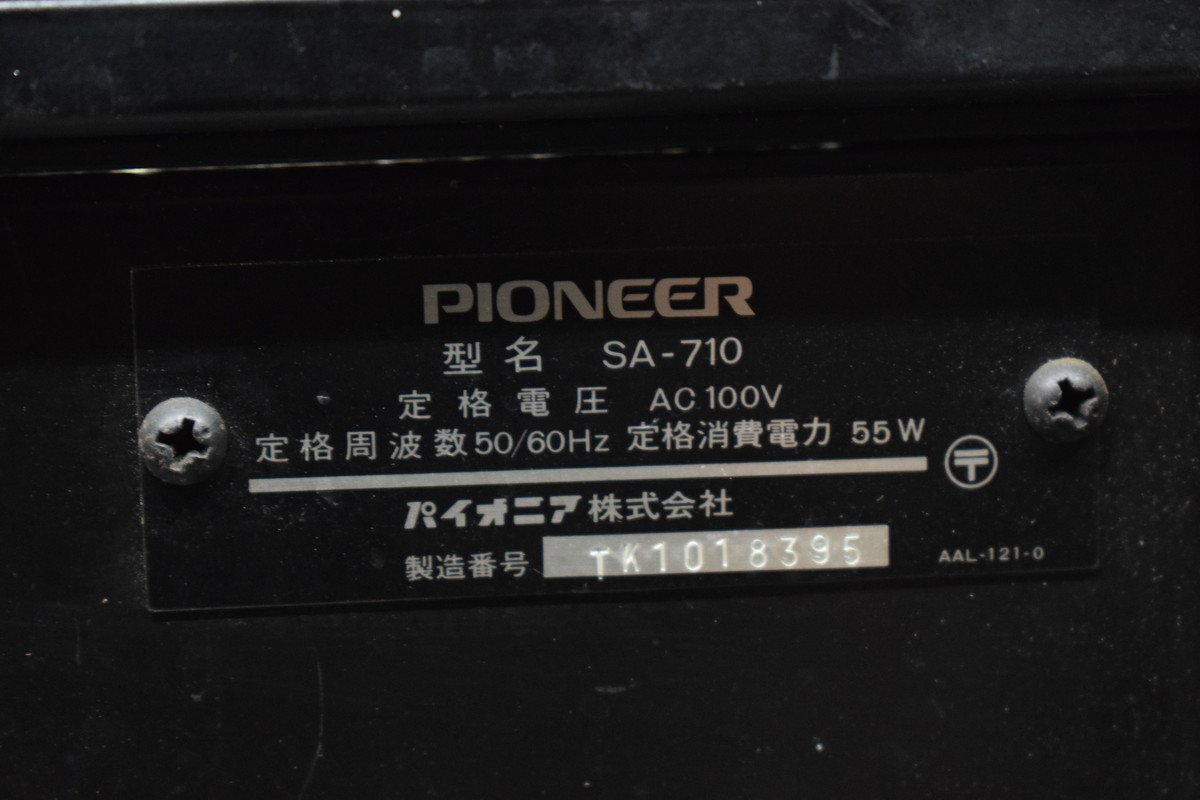 PIONEER
型名 SA-710
定格電圧 AC100V
定格周波数50/60Hz 定格消費電力 55W
〒
パイオニア株式会社
製造番号 TK1018395
AAL-121-0